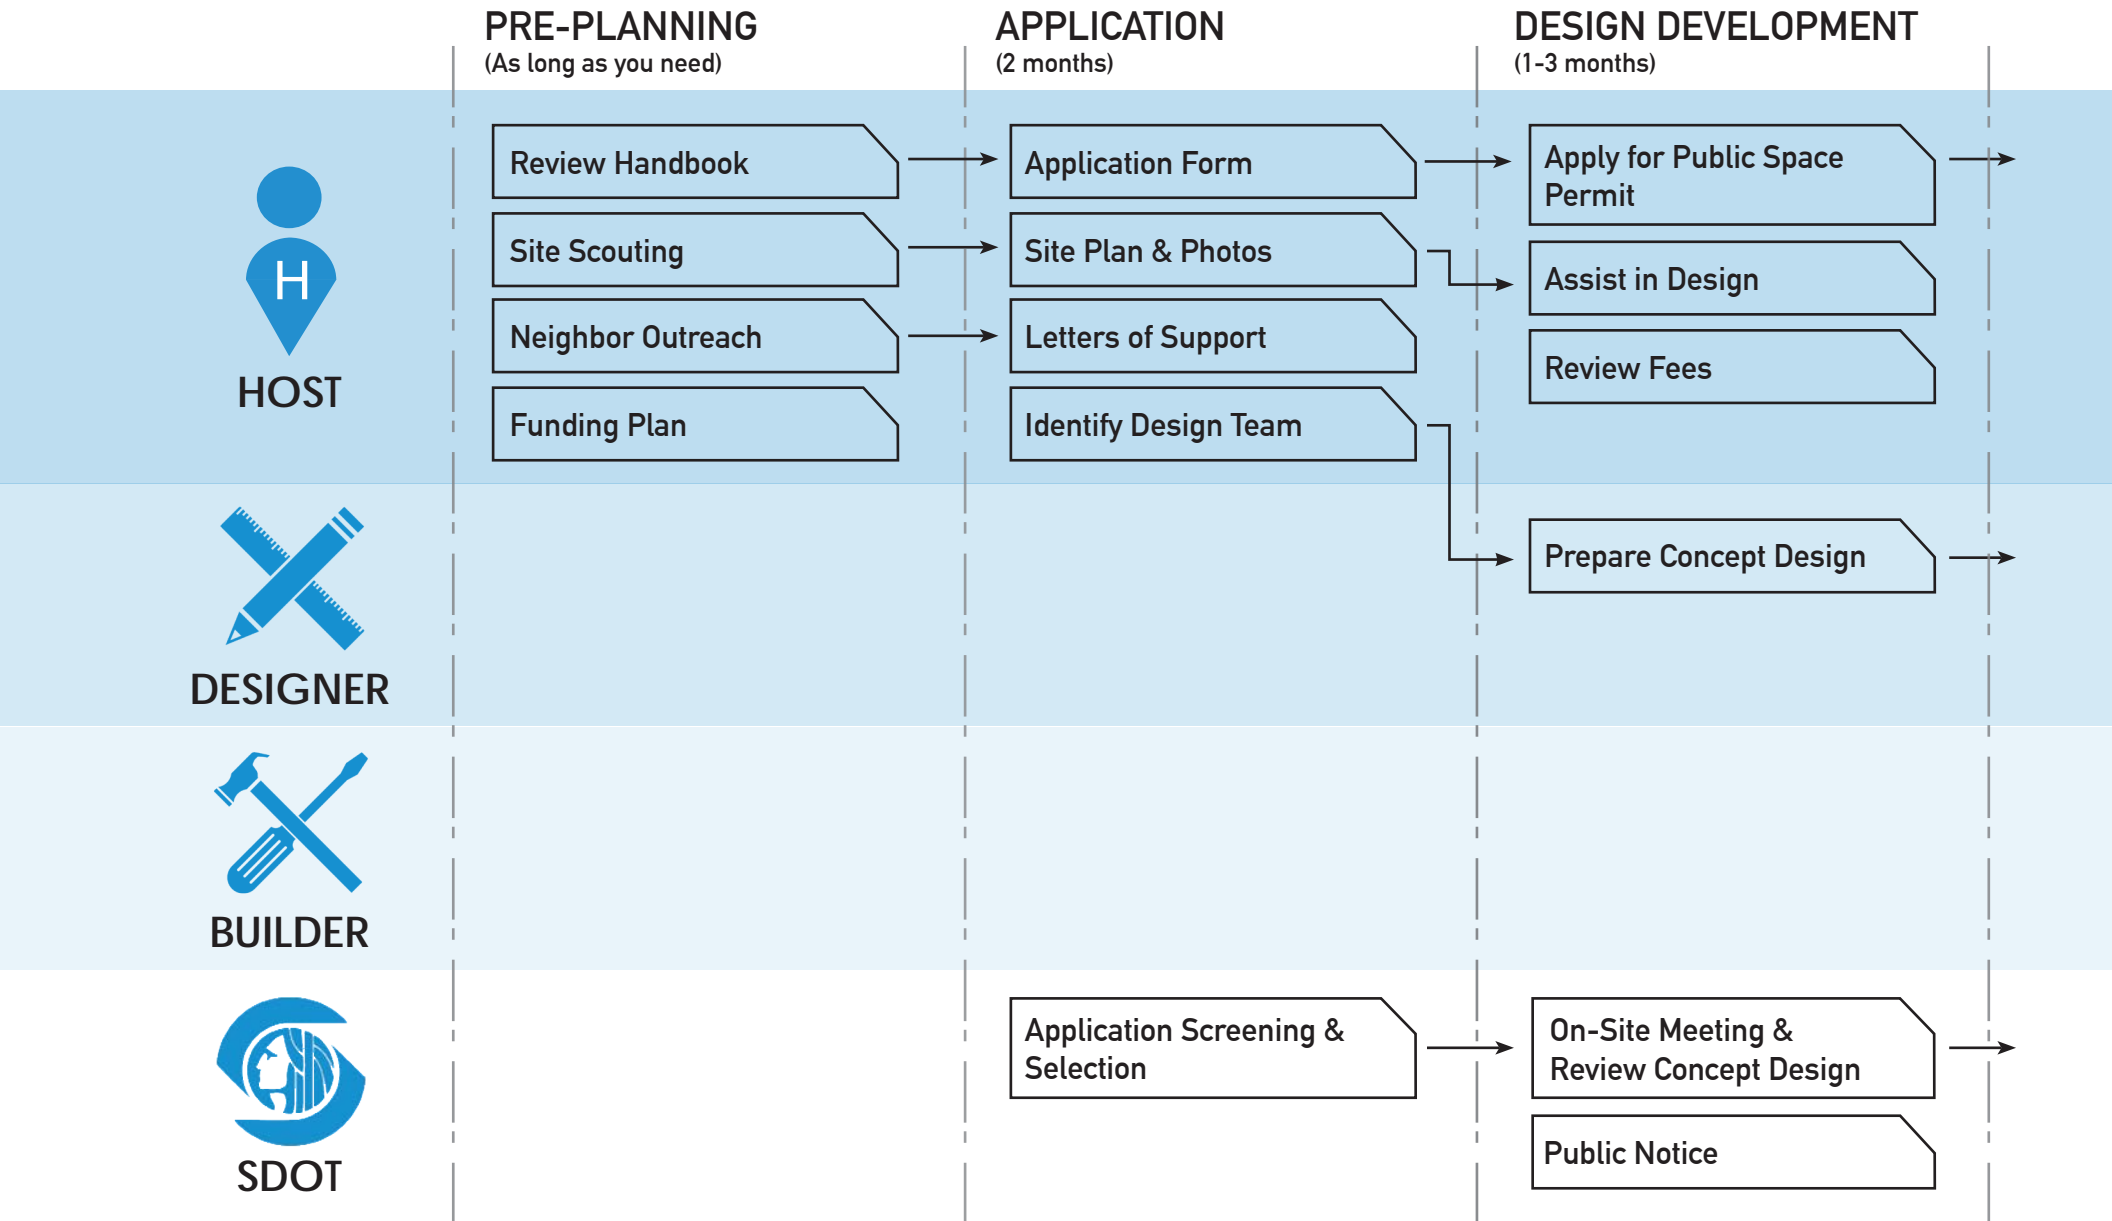 PRE-PLANNING
(As long as you need)
APPLICATION
(2 months)
DESIGN DEVELOPMENT
(1-3 months)
H
HOST
Review Handbook
Site Scouting
Neighbor Outreach
Funding Plan
Application Form
Site Plan & Photos
Letters of Support
Identify Design Team
Apply for Public Space
Permit
Assist in Design
Review Fees
DESIGNER
Prepare Concept Design
BUILDER
SDOT
Application Screening &
Selection
On-Site Meeting &
Review Concept Design
Public Notice